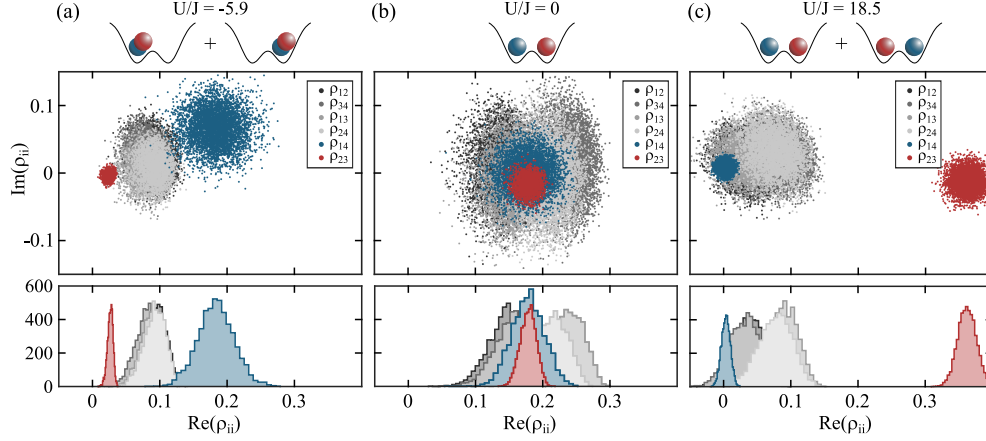 (a) U/J = -5.9 (b) U/J = 0 (c) U/J = 18.5
+ +
ρ12 ρ12 ρ12
ρ34 ρ34 ρ34
ρ13 ρ13 ρ13
ρ24 ρ24 ρ24
ρ14 ρ14 ρ14
ρ23 ρ23 ρ23
Im(ρij)
0.1
0
-0.1
600
400
200
0
0 0.1 0.2 0.3 0 0.1 0.2 0.3 0 0.1 0.2 0.3
Re(ρij) Re(ρij) Re(ρij)